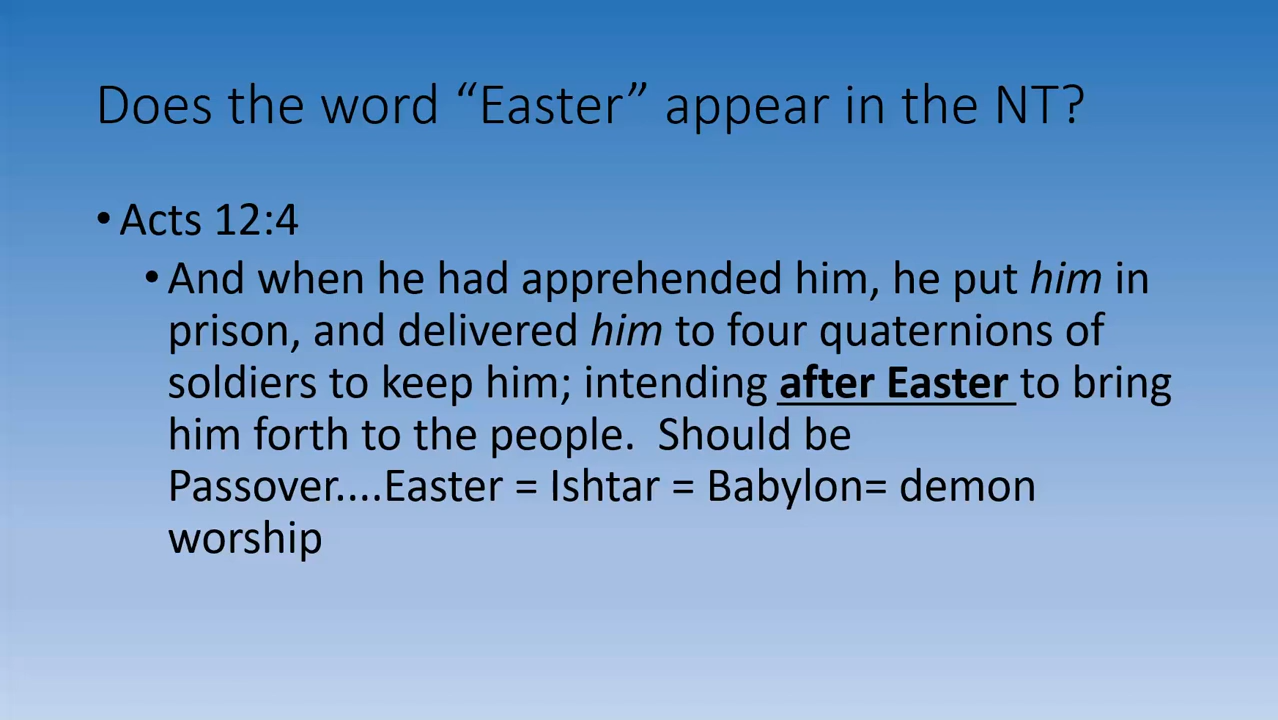 Does the word “Easter” appear in the NT?
• Acts 12:4
• And when he had apprehended him, he put him in
prison, and delivered him to four quaternions of
soldiers to keep him; intending after Easter to bring
him forth to the people.  Should be
Passover....Easter = Ishtar = Babylon= demon
worship